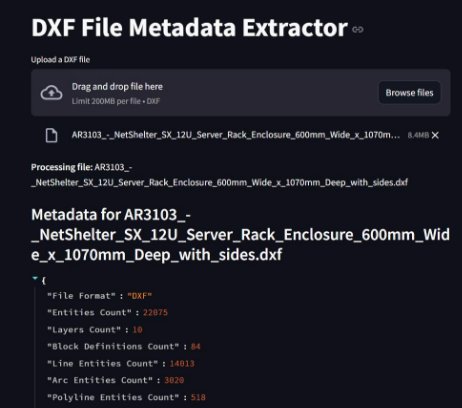 DXF File Metadata Extractor
Upload a DXF file
Drag and drop file here
Limit 200MB per file • DXF
Browse files
AR3103_-_NetShelter_SX_12U_Server_Rack_Enclosure_600mm_Wide_x_1070m... 8.4MB X
Processing file: AR3103_-
_NetShelter_SX_12U_Server_Rack_Enclosure_600mm_Wide_x_1070mm_Deep_with_sides.dxf
Metadata for AR3103_-
_NetShelter_SX_12U_Server_Rack_Enclosure_600mm_Wid
e_x_1070mm_Deep_with_sides.dxf
{
"File Format" : "DXF"
"Entities Count" : 22075
"Layers Count" : 10
"Block Definitions Count" : 84
"Line Entities Count" : 14013
"Arc Entities Count" : 3020
"Polyline Entities Count" : 518